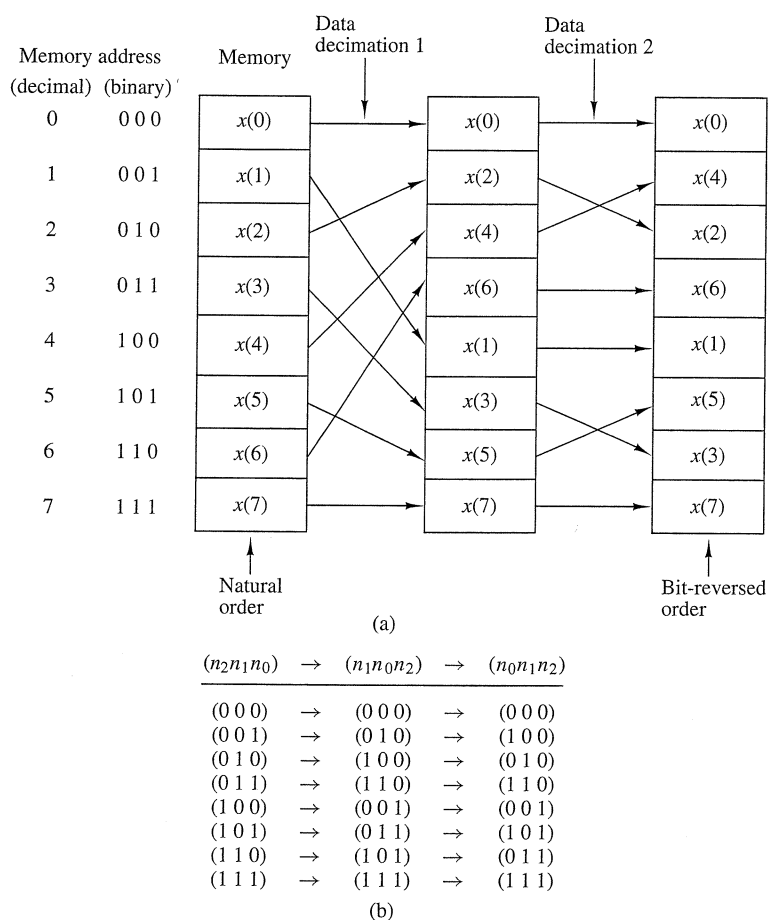 Data decimation 1
Data decimation 2
Memory address
Memory
(decimal) (binary)
0 0 0 0 x(0) x(0) x(0)
1 0 0 1 x(1) x(2) x(4)
2 0 1 0 x(2) x(4) x(2)
3 0 1 1 x(3) x(6) x(6)
4 1 0 0 x(4) x(1) x(1)
5 1 0 1 x(5) x(3) x(5)
6 1 1 0 x(6) x(5) x(3)
7 1 1 1 x(7) x(7) x(7)
Natural order
Bit-reversed order
(a)
(n₂n₁n₀) → (n₁n₀n₂) → (n₀n₁n₂)
(0 0 0) → (0 0 0) → (0 0 0)
(0 0 1) → (0 1 0) → (1 0 0)
(0 1 0) → (1 0 0) → (0 1 0)
(0 1 1) → (1 1 0) → (1 1 0)
(1 0 0) → (0 0 1) → (0 0 1)
(1 0 1) → (0 1 1) → (1 0 1)
(1 1 0) → (1 0 1) → (0 1 1)
(1 1 1) → (1 1 1) → (1 1 1)
(b)